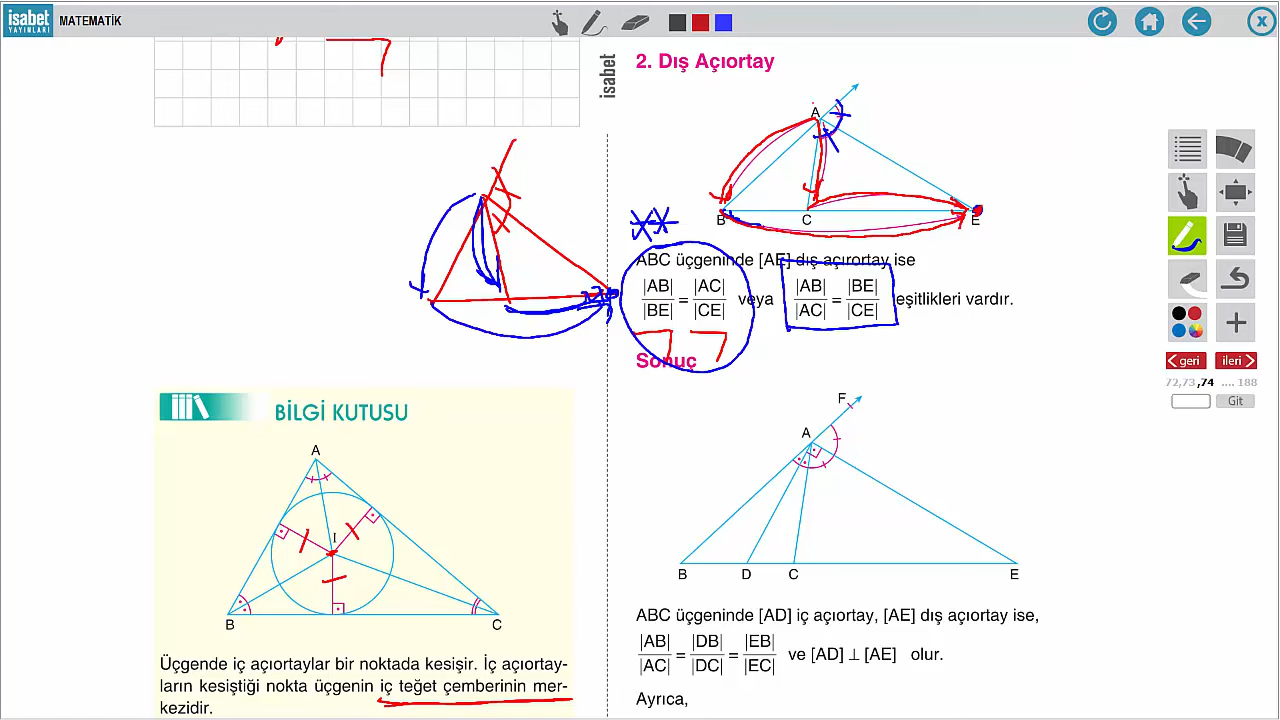 isabet
YAYINLARI
MATEMATİK
isabet
2. Dış Açıortay
A
B
C
E
ABC üçgeninde [AE] dış açırortay ise
|AB|/|BE| = |AC|/|CE| veya |AB|/|AC| = |BE|/|CE| eşitlikleri vardır.
Sonuç
F
A
B
D
C
E
ABC üçgeninde [AD] iç açıortay, [AE] dış açıortay ise,
|AB|/|AC| = |DB|/|DC| = |EB|/|EC| ve [AD] ⊥ [AE] olur.
Ayrıca,
BİLGİ KUTUSU
A
I
B
C
Üçgende iç açıortaylar bir noktada kesişir. İç açıortay-
ların kesiştiği nokta üçgenin iç teğet çemberinin mer-
kezidir.
geri
ileri
72,73,74 .... 188
Git